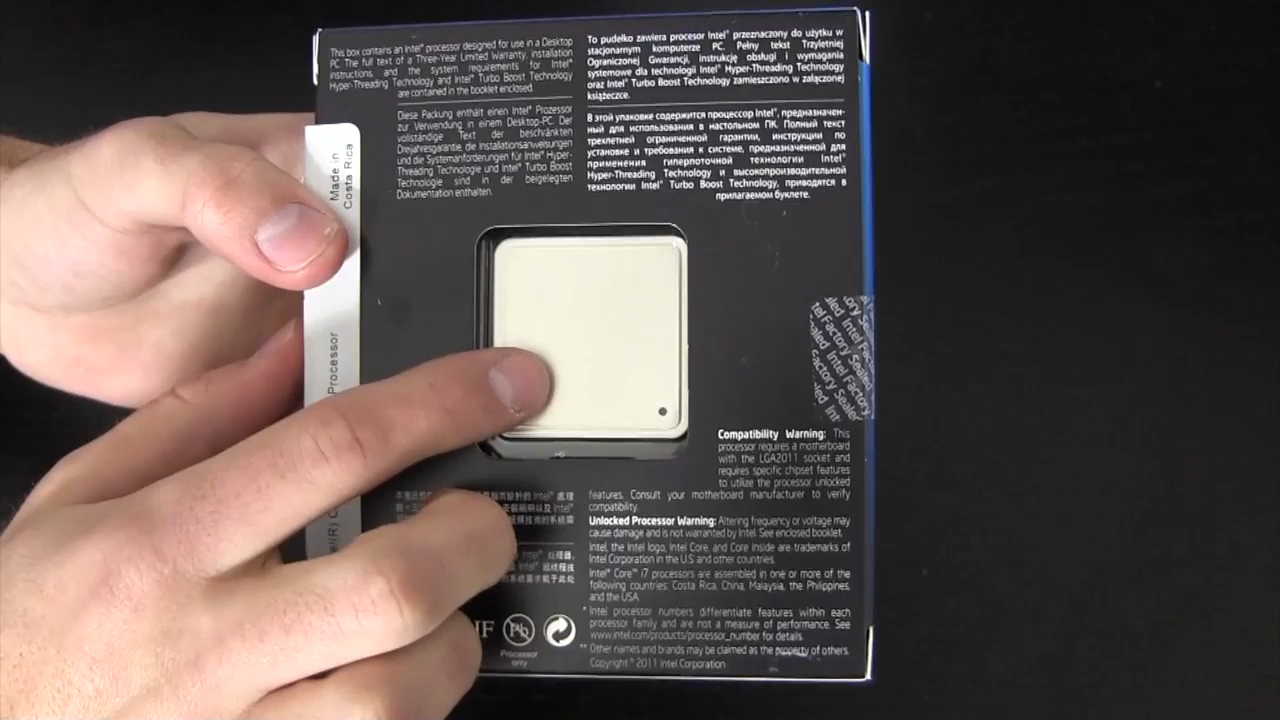 This box contains an Intel® processor designed for use in a Desktop
PC. The full text of a Three-Year Limited Warranty, installation
instructions, and the system requirements for Intel®
Hyper-Threading Technology and Intel® Turbo Boost Technology
are contained in the booklet enclosed.
Diese Packung enthält einen Intel® Prozessor
zur Verwendung in einem Desktop-PC. Der
vollständige Text der beschränkten
Dreijahresgarantie, die Installationsanweisungen
und die Systemanforderungen für Intel® Hyper-
Threading Technologie und Intel® Turbo Boost
Technologie sind in der beigelegten
Dokumentation enthalten.
To pudełko zawiera procesor Intel® przeznaczony do użytku w
stacjonarnym komputerze PC. Pełny tekst Trzyletniej
Ograniczonej Gwarancji, instrukcję obsługi i wymagania
systemowe dla technologii Intel® Hyper-Threading Technology
oraz Intel® Turbo Boost Technology zamieszczono w załączonej
książeczce.
В этой упаковке содержится процессор Intel®, предназначен-
ный для использования в настольном ПК. Полный текст
трехлетней ограниченной гарантии, инструкции по
установке и требования к системе, предназначенной для
применения гиперпоточной технологии Intel®
Hyper-Threading Technology и высокопроизводительной
технологии Intel® Turbo Boost Technology, приводятся в
прилагаемом буклете.
Made in
Costa Rica
Processor
Intel Factory
Factory Sealed
Sealed Intel Factory
Compatibility Warning: This
processor requires a motherboard
with the LGA2011 socket and
requires specific chipset features
to utilize the processor unlocked
features. Consult your motherboard manufacturer to verify
compatibility.
Unlocked Processor Warning: Altering frequency or voltage may
cause damage and is not warranted by Intel. See enclosed booklet.
Intel, the Intel logo, Intel Core, and Core Inside are trademarks of
Intel Corporation in the U.S. and other countries.
Intel® Core™ i7 processors are assembled in one or more of the
following countries: Costa Rica, China, Malaysia, the Philippines,
and the USA.
* Intel processor numbers differentiate features within each
processor family and are not a measure of performance. See
www.intel.com/products/processor_number for details.
** Other names and brands may be claimed as the property of others.
Copyright © 2011 Intel Corporation
Pb
Processor
only